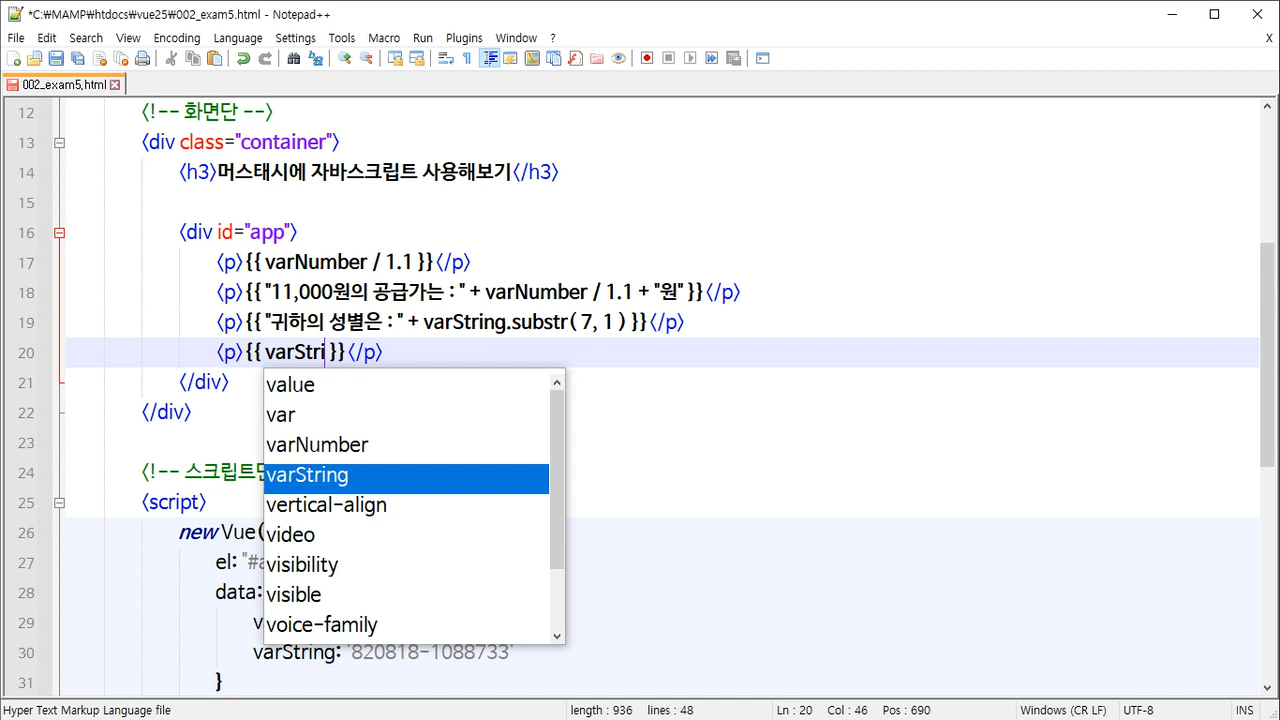 *C:\MAMP\htdocs\vue25\002_exam5.html - Notepad++
File Edit Search View Encoding Language Settings Tools Macro Run Plugins Window ? X
002_exam5.html
12 <!-- 화면단 -->
13 <div class="container">
14 <h3>머스태시에 자바스크립트 사용해보기</h3>
15
16 <div id="app">
17 <p>{{ varNumber / 1.1 }}</p>
18 <p>{{ "11,000원의 공급가는 : " + varNumber / 1.1 + "원" }}</p>
19 <p>{{ "귀하의 성별은 : " + varString.substr( 7, 1 ) }}</p>
20 <p>{{ varStri }}</p>
21 </div>
22 </div>
23
24 <!-- 스크립트
25 <script>
26 new Vue(
27 el: "#
28 data:
29 v
30 varString: '820818-1088733'
31 }
value
var
varNumber
varString
vertical-align
video
visibility
visible
voice-family
Hyper Text Markup Language file length : 936 lines : 48 Ln : 20 Col : 46 Pos : 690 Windows (CR LF) UTF-8 INS